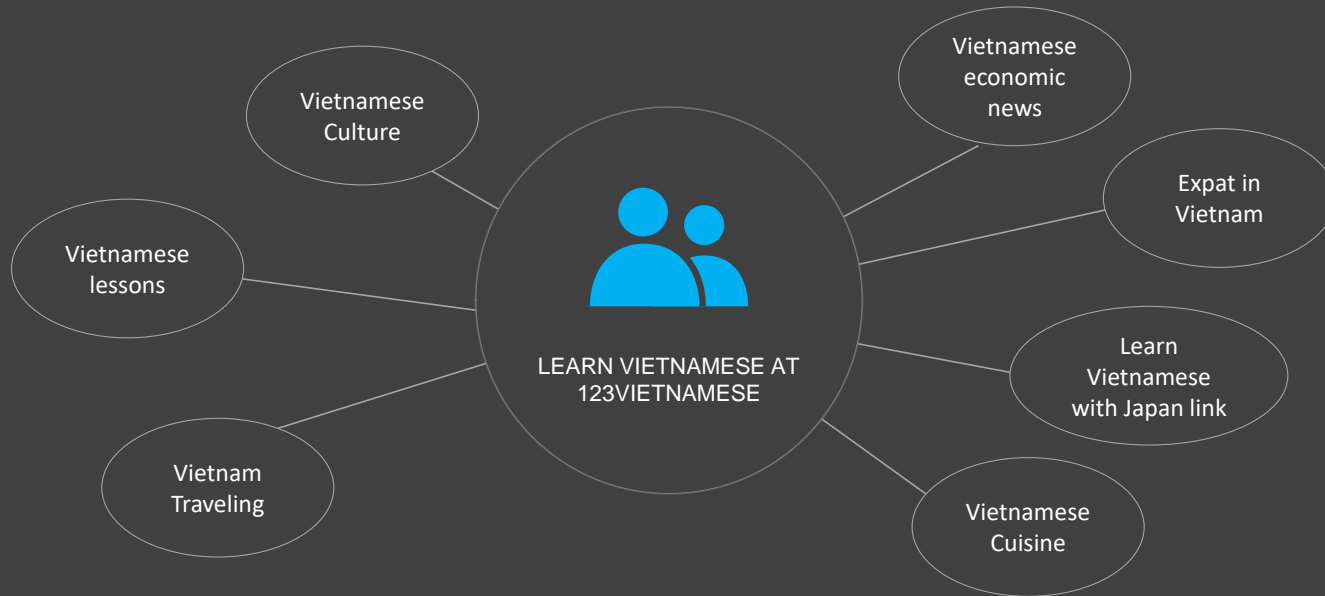 Vietnamese
Culture
Vietnamese
lessons
Vietnam
Traveling
LEARN VIETNAMESE AT
123VIETNAMESE
Vietnamese
economic
news
Expat in
Vietnam
Learn
Vietnamese
with Japan link
Vietnamese
Cuisine